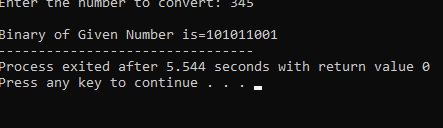 Enter the number to convert: 345
Binary of Given Number is=101011001
--------------------------------
Process exited after 5.544 seconds with return value 0
Press any key to continue . . .